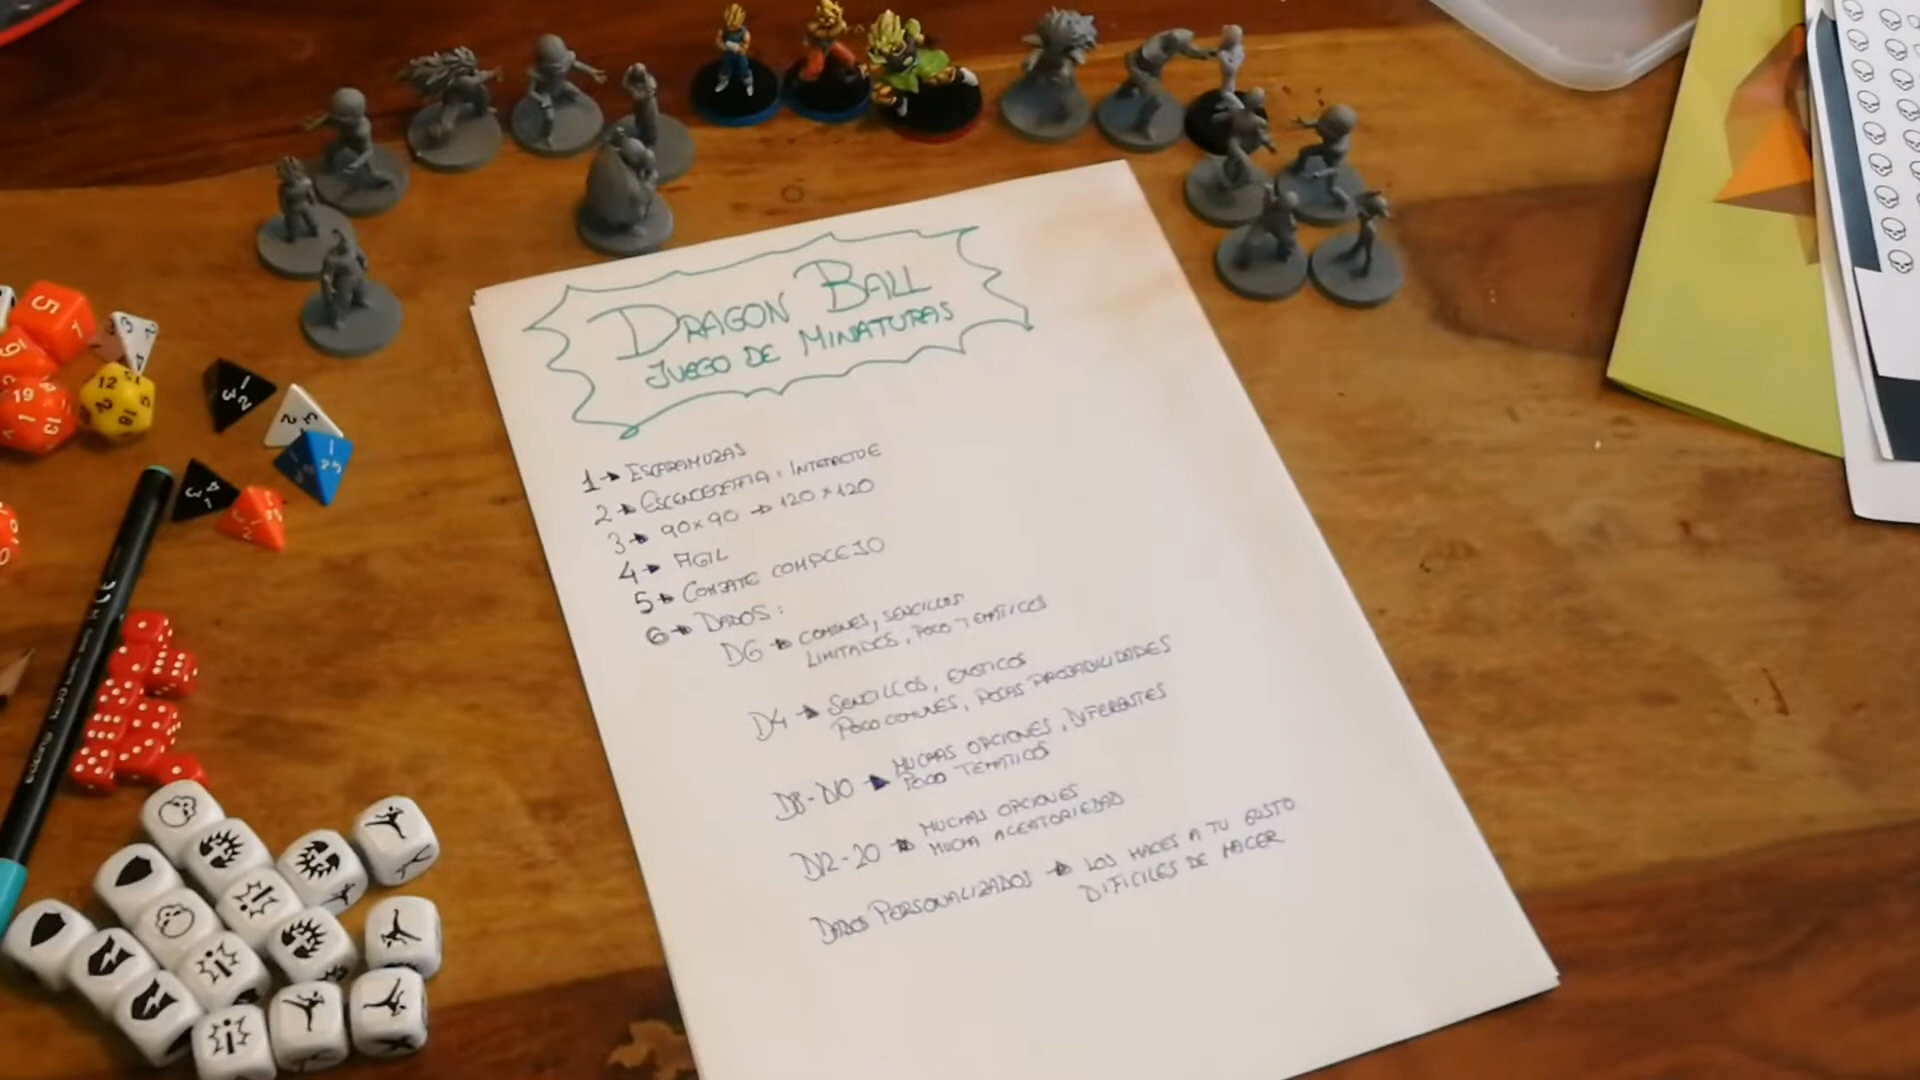 DRAGON BALL
JUEGO DE MINATURAS
1→ ESCARAMUZAS
2→ ESCENOGRAFIA: INTERACTUE
3→ 90x90 → 120x120
4→ AGIL
5→ COMBATE COMPLEJO
6→ DADOS:
D6→ COMUNES, SENCILLOS
LIMITADOS, POCO TEMATICOS
D4→ SENCILLOS, EXOTICOS
POCO COMUNES, POCAS PROBABILIDADES
D8-D10→ MUCHAS OPCIONES, DIFERENTES
POCO TEMATICOS
D12-20→ MUCHAS OPCIONES
MUCHA ALEATORIEDAD
DADOS PERSONALIZADOS→ LOS HACES A TU GUSTO
DIFICILES DE HACER